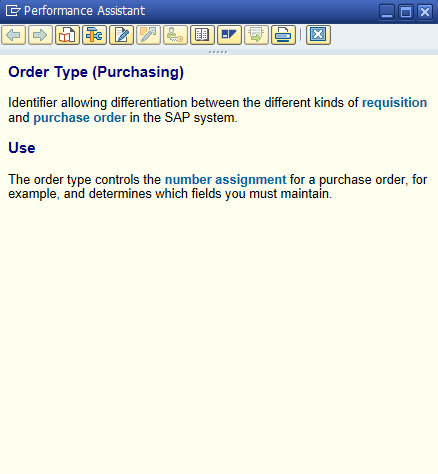 Performance Assistant
Order Type (Purchasing)
Identifier allowing differentiation between the different kinds of requisition
and purchase order in the SAP system.
Use
The order type controls the number assignment for a purchase order, for
example, and determines which fields you must maintain.